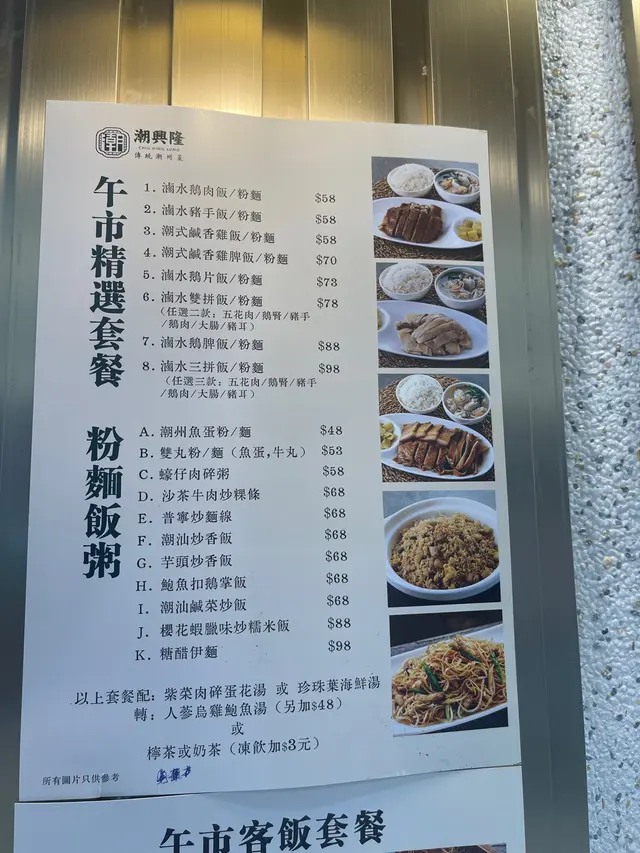 潮興隆
CHIU HING LUNG
傳統潮州菜
午市精選套餐
1. 滷水鵝肉飯/粉麵 $58
2. 滷水豬手飯/粉麵 $58
3. 潮式鹹香雞飯/粉麵 $58
4. 潮式鹹香雞脾飯/粉麵 $70
5. 滷水鵝片飯/粉麵 $73
6. 滷水雙拼飯/粉麵 $78
(任選二款: 五花肉/鵝腎/豬手
/鵝肉/大腸/豬耳)
7. 滷水鵝脾飯/粉麵 $88
8. 滷水三拼飯/粉麵 $98
(任選三款: 五花肉/鵝腎/豬手
/鵝肉/大腸/豬耳)
粉麵飯粥
A. 潮州魚蛋粉/麵 $48
B. 雙丸粉/麵 (魚蛋,牛丸) $53
C. 蠔仔肉碎粥 $58
D. 沙茶牛肉炒粿條 $68
E. 普寧炒麵線 $68
F. 潮汕炒香飯 $68
G. 芋頭炒香飯 $68
H. 鮑魚扣鵝掌飯 $68
I. 潮汕鹹菜炒飯 $68
J. 櫻花蝦臘味炒糯米飯 $88
K. 糖醋伊麵 $98
以上套餐配: 紫菜肉碎蛋花湯 或 珍珠葉海鮮湯
轉: 人蔘烏雞鮑魚湯 (另加$48)
或
檸茶或奶茶 (凍飲加$3元)
所有圖片只供參考
午市客飯套餐